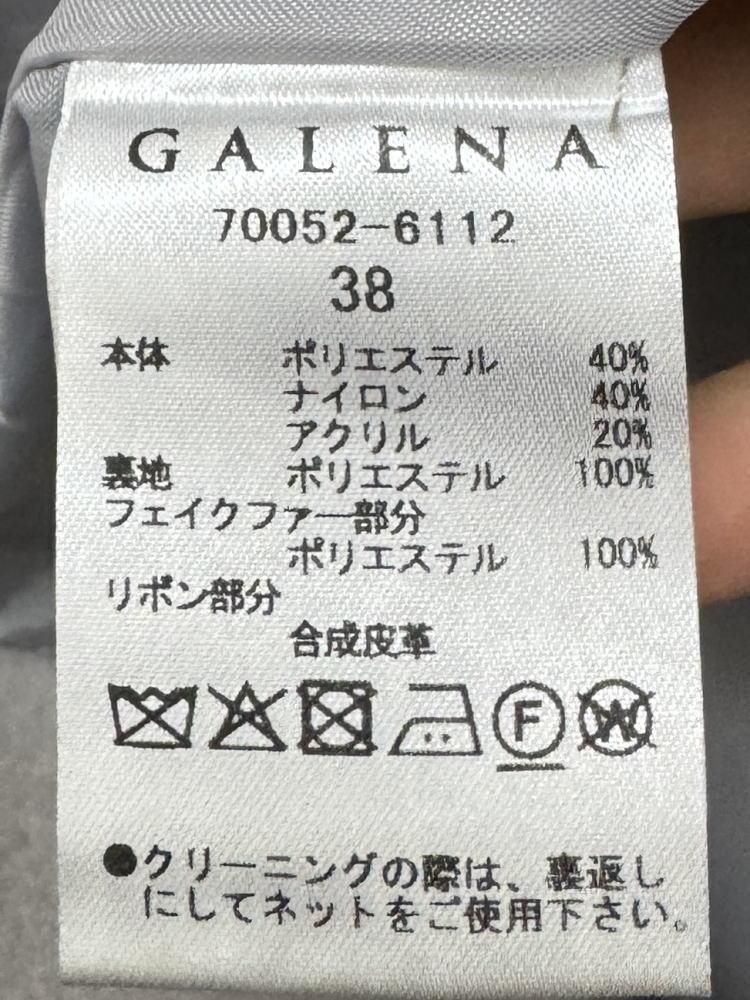 GALENA
70052-6112
38
本体 ポリエステル 40%
ナイロン 40%
アクリル 20%
裏地 ポリエステル 100%
フェイクファー部分
ポリエステル 100%
リボン部分
合成皮革
F W
●クリーニングの際は、裏返し
にしてネットをご使用下さい。